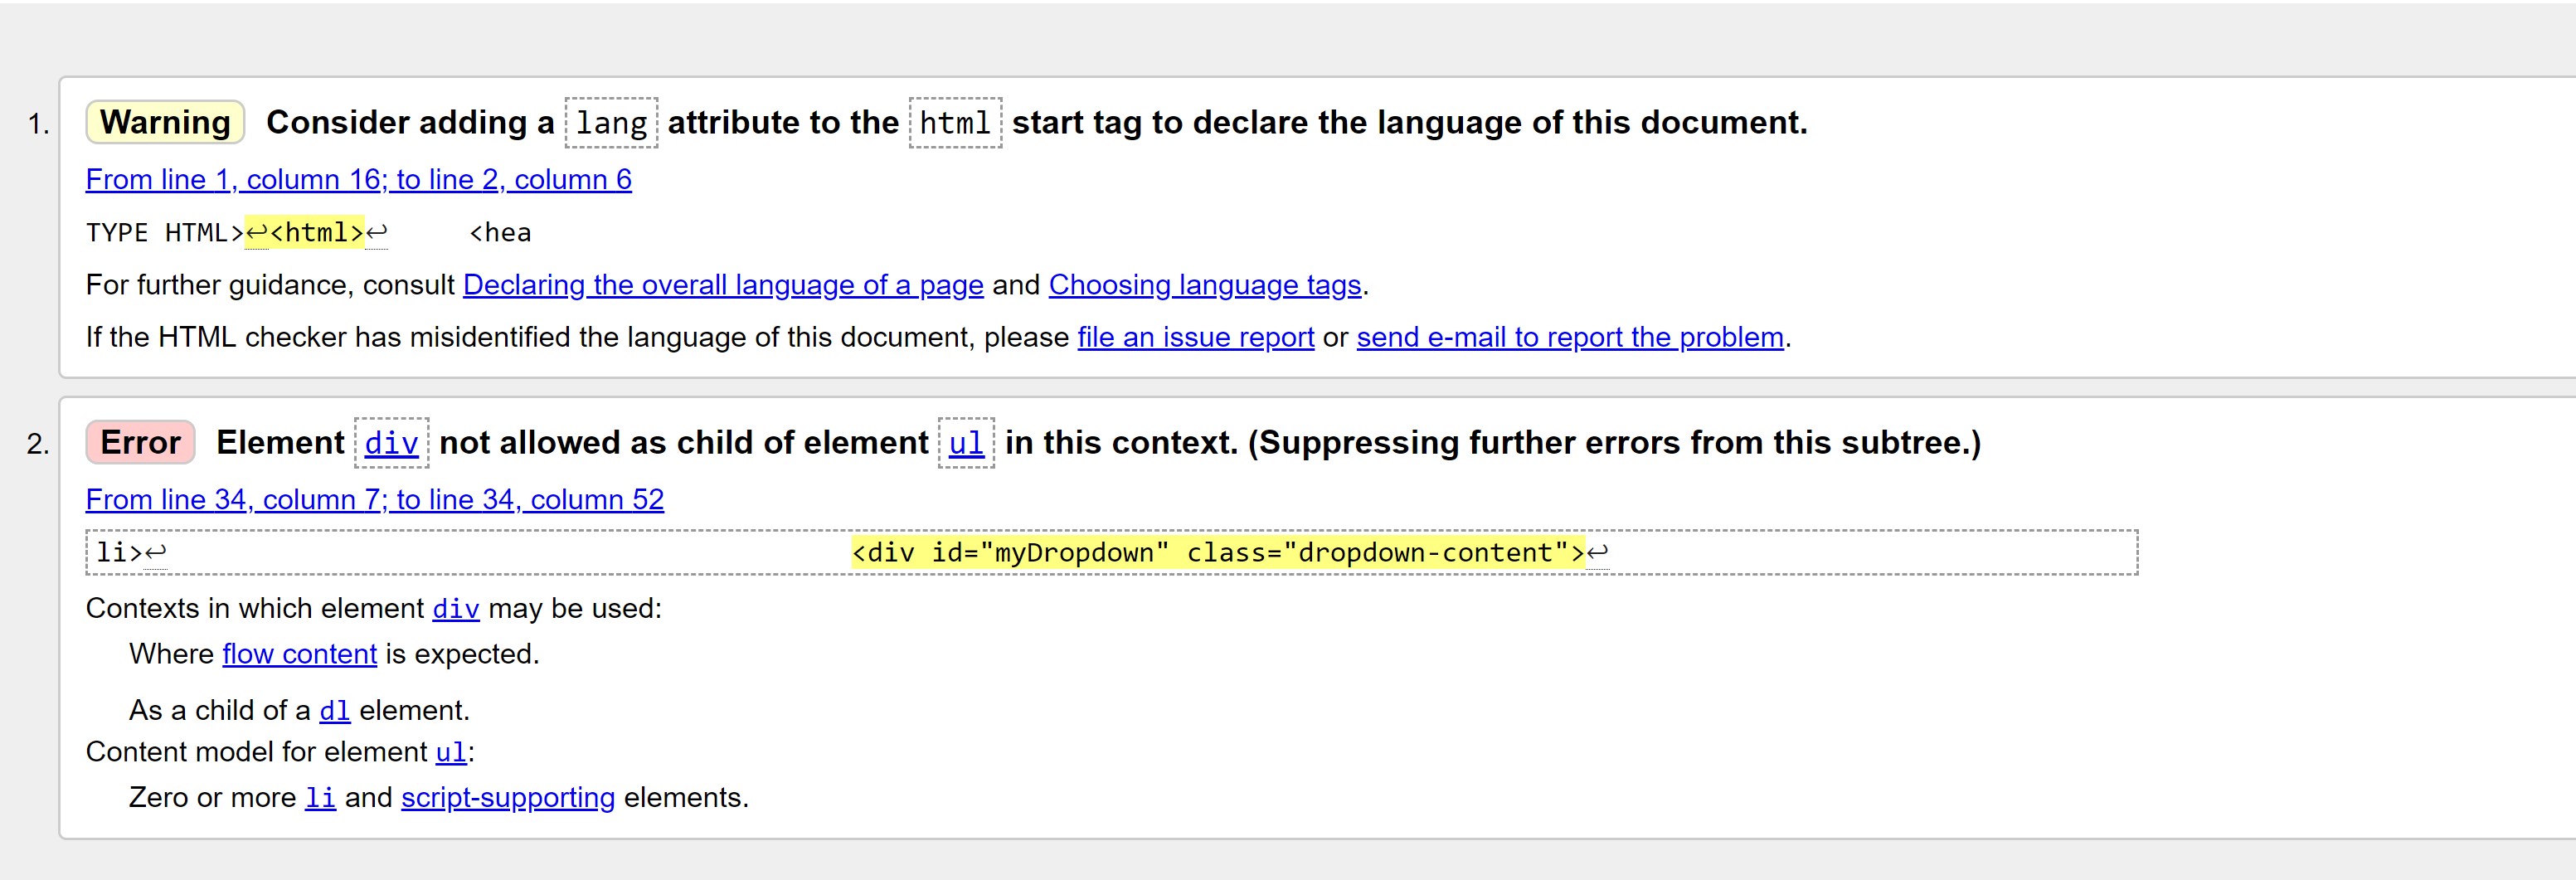 1. Warning Consider adding a lang attribute to the html start tag to declare the language of this document.
From line 1, column 16; to line 2, column 6
TYPE HTML>↩<html>↩ <hea
For further guidance, consult Declaring the overall language of a page and Choosing language tags.
If the HTML checker has misidentified the language of this document, please file an issue report or send e-mail to report the problem.
2. Error Element div not allowed as child of element ul in this context. (Suppressing further errors from this subtree.)
From line 34, column 7; to line 34, column 52
li>↩ <div id="myDropdown" class="dropdown-content">↩
Contexts in which element div may be used:
Where flow content is expected.
As a child of a dl element.
Content model for element ul:
Zero or more li and script-supporting elements.